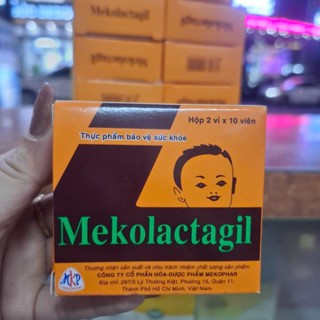 Mekolactagil
Hộp 2 vỉ x 10 viên
Thực phẩm bảo vệ sức khỏe
Mekolactagil
Thương nhân sản xuất và chịu trách nhiệm chất lượng sản phẩm:
MKP
CÔNG TY CỔ PHẦN HÓA-DƯỢC PHẨM MEKOPHAR
Địa chỉ: 297/5 Lý Thường Kiệt, Phường 15, Quận 11,
Thành Phố Hồ Chí Minh, Việt Nam.